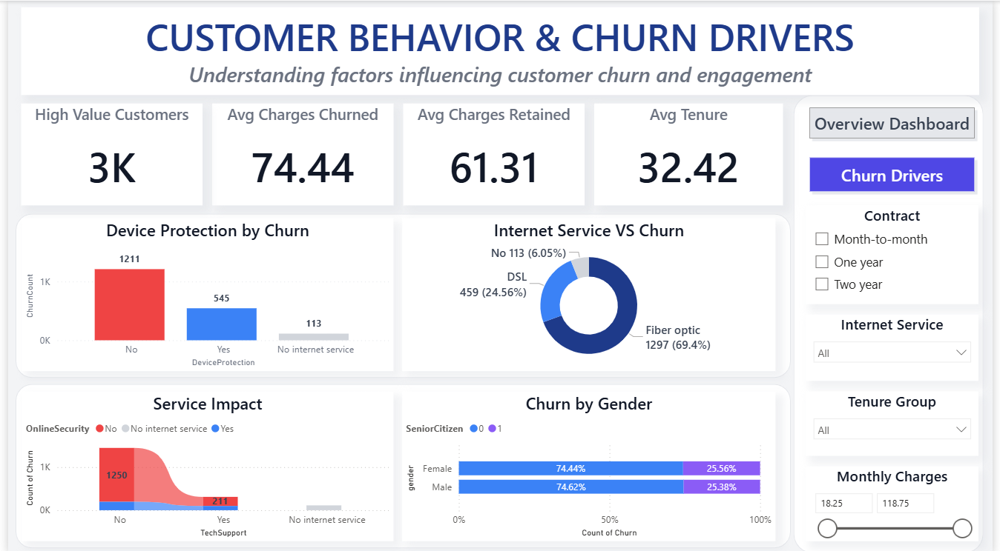 CUSTOMER BEHAVIOR & CHURN DRIVERS
Understanding factors influencing customer churn and engagement
High Value Customers
3K
Avg Charges Churned
74.44
Avg Charges Retained
61.31
Avg Tenure
32.42
Overview Dashboard
Churn Drivers
Contract
Month-to-month
One year
Two year
Internet Service
All
Tenure Group
All
Monthly Charges
18.25 118.75
Device Protection by Churn
ChurnCount
1K
0K
1211
545
113
No Yes No internet service
DeviceProtection
Internet Service VS Churn
No 113 (6.05%)
DSL
459 (24.56%)
Fiber optic
1297 (69.4%)
Service Impact
OnlineSecurity No No internet service Yes
Count of Churn
1K
0K
1250
211
No Yes No internet service
TechSupport
Churn by Gender
SeniorCitizen 0 1
gender
Female 74.44% 25.56%
Male 74.62% 25.38%
0% 50% 100%
Count of Churn